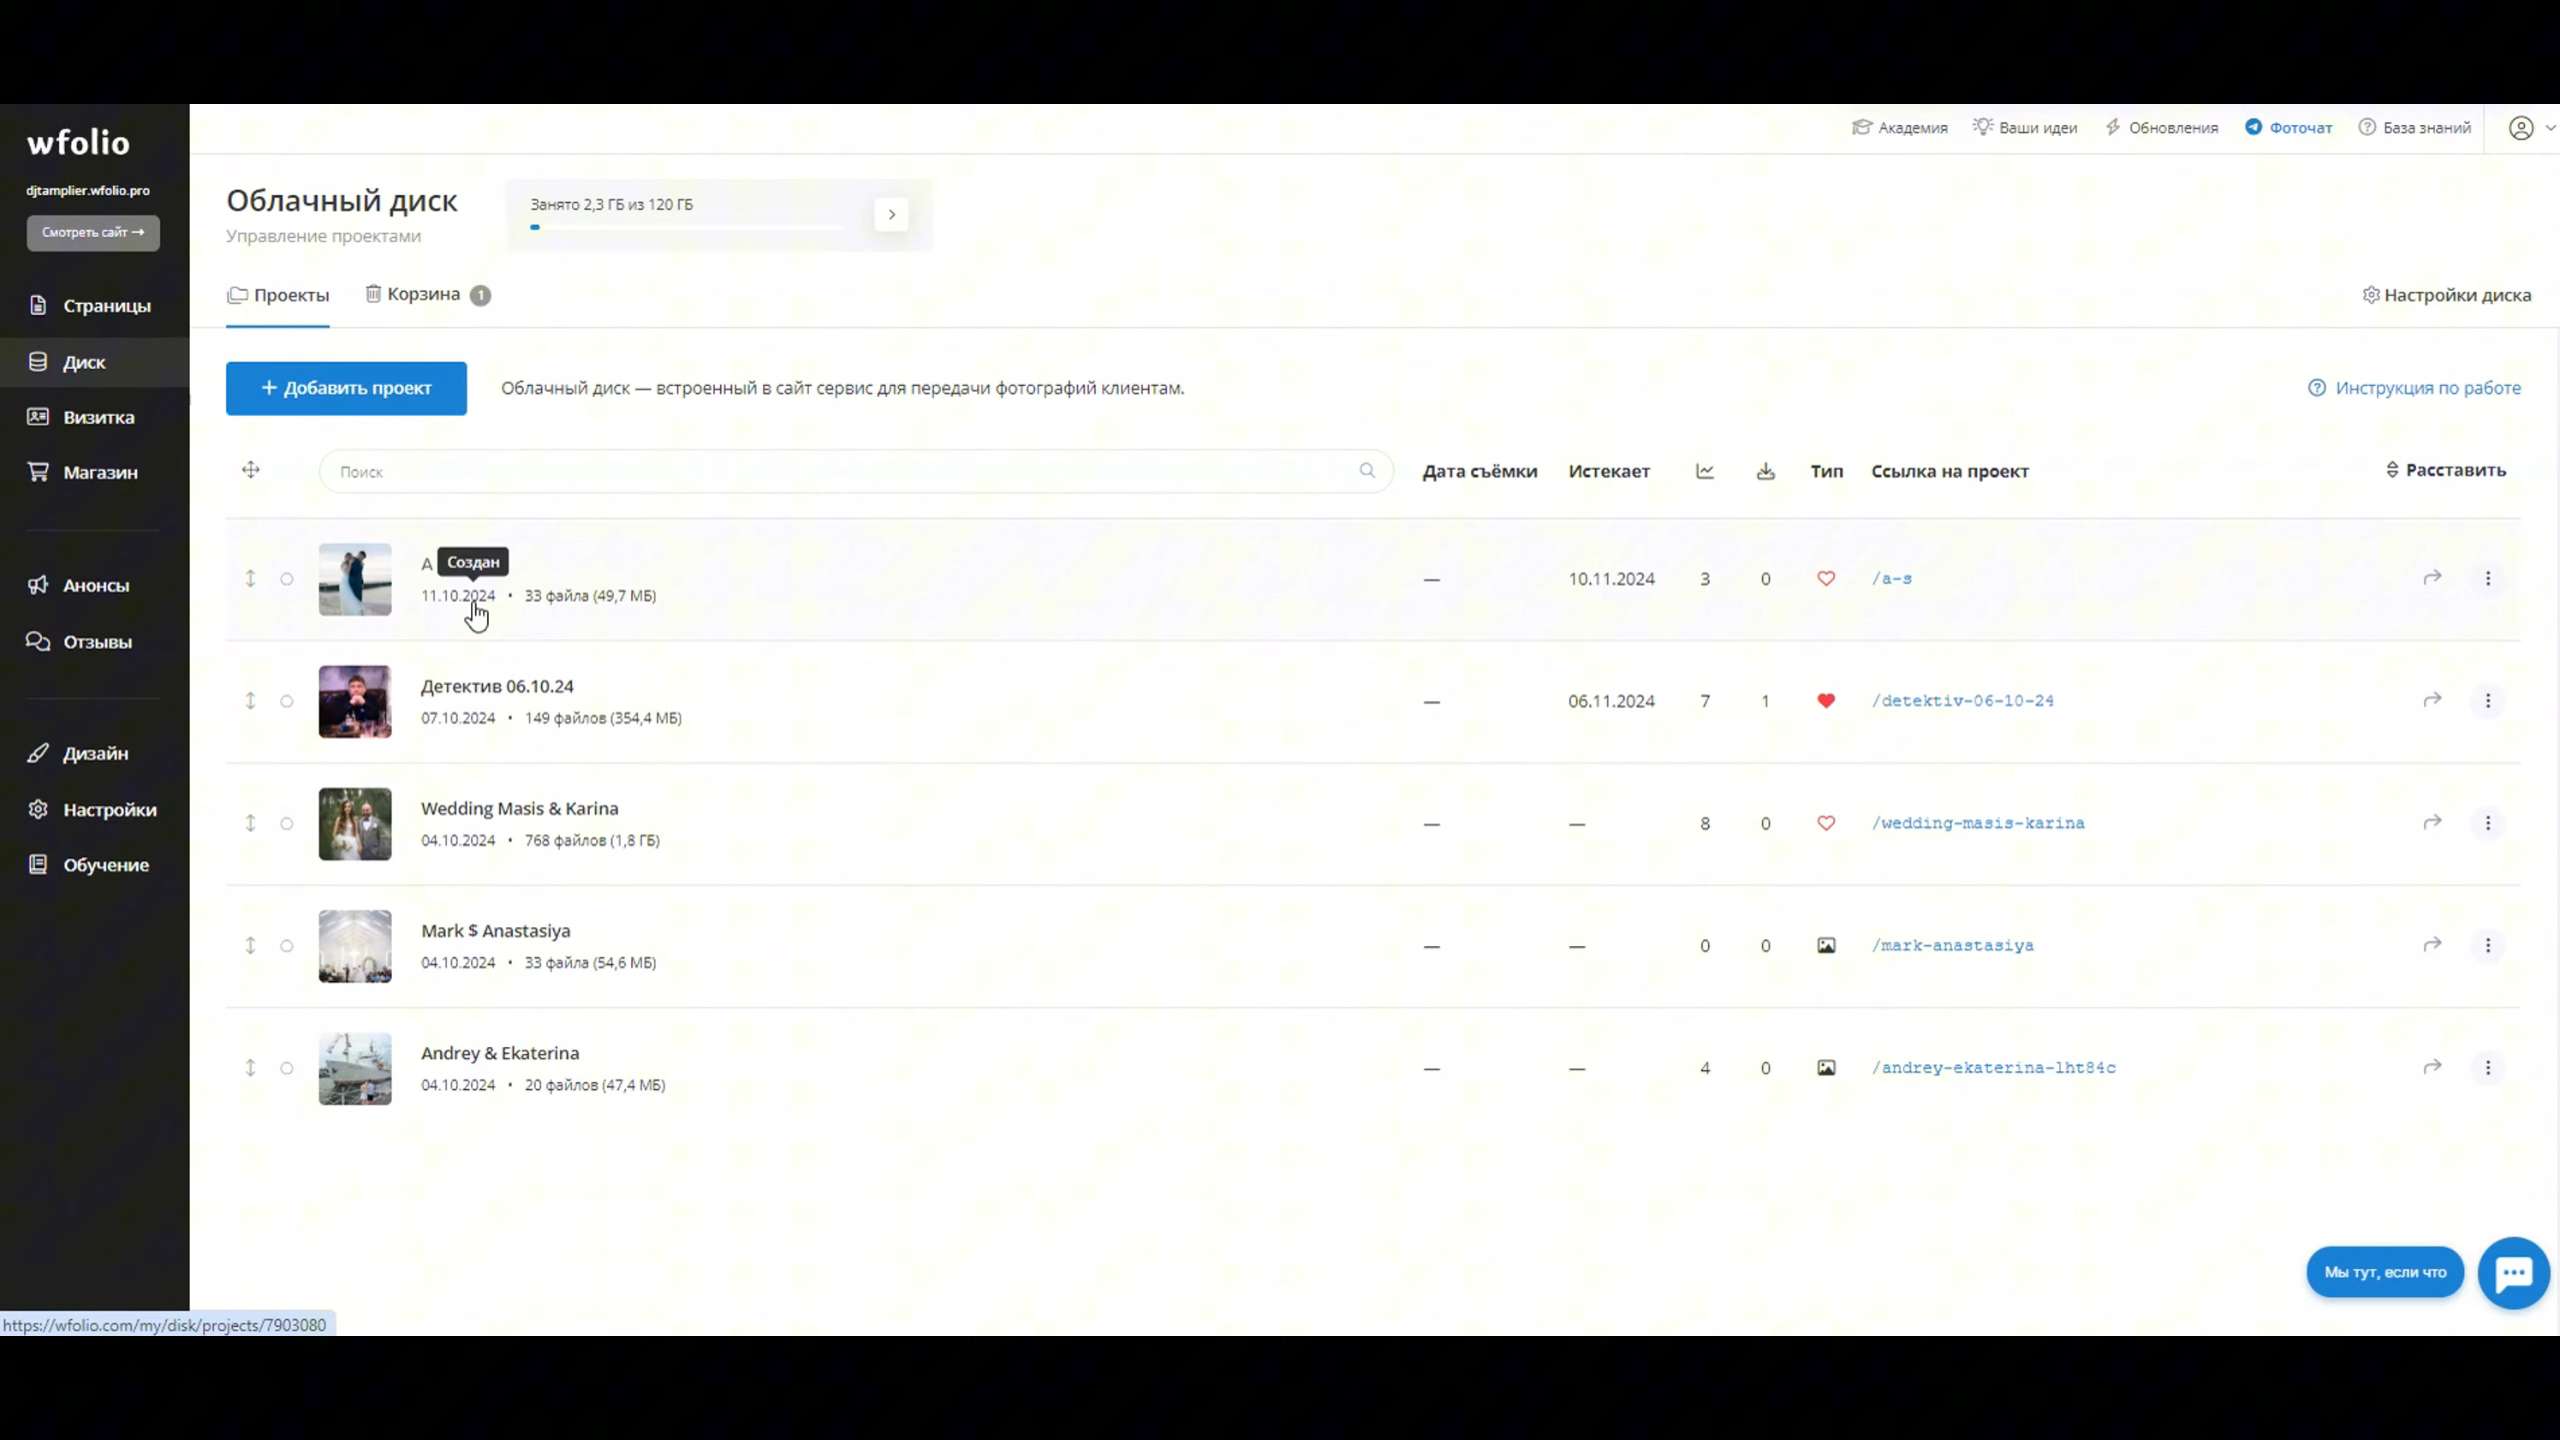 wfolio
djtamplier.wfolio.pro
Смотреть сайт →
Страницы
Диск
Визитка
Магазин
Анонсы
Отзывы
Дизайн
Настройки
Обучение
Академия Ваши идеи Обновления Фоточат База знаний
Облачный диск
Управление проектами
Занято 2,3 ГБ из 120 ГБ
Проекты Корзина 1 Настройки диска
+ Добавить проект Облачный диск — встроенный в сайт сервис для передачи фотографий клиентам. Инструкция по работе
Поиск Дата съёмки Истекает Тип Ссылка на проект Расставить
А Создан
11.10.2024 • 33 файла (49,7 МБ) — 10.11.2024 3 0 /a-s
Детектив 06.10.24
07.10.2024 • 149 файлов (354,4 МБ) — 06.11.2024 7 1 /detektiv-06-10-24
Wedding Masis & Karina
04.10.2024 • 768 файлов (1,8 ГБ) — — 8 0 /wedding-masis-karina
Mark $ Anastasiya
04.10.2024 • 33 файла (54,6 МБ) — — 0 0 /mark-anastasiya
Andrey & Ekaterina
04.10.2024 • 20 файлов (47,4 МБ) — — 4 0 /andrey-ekaterina-lht84c
Мы тут, если что
https://wfolio.com/my/disk/projects/7903080